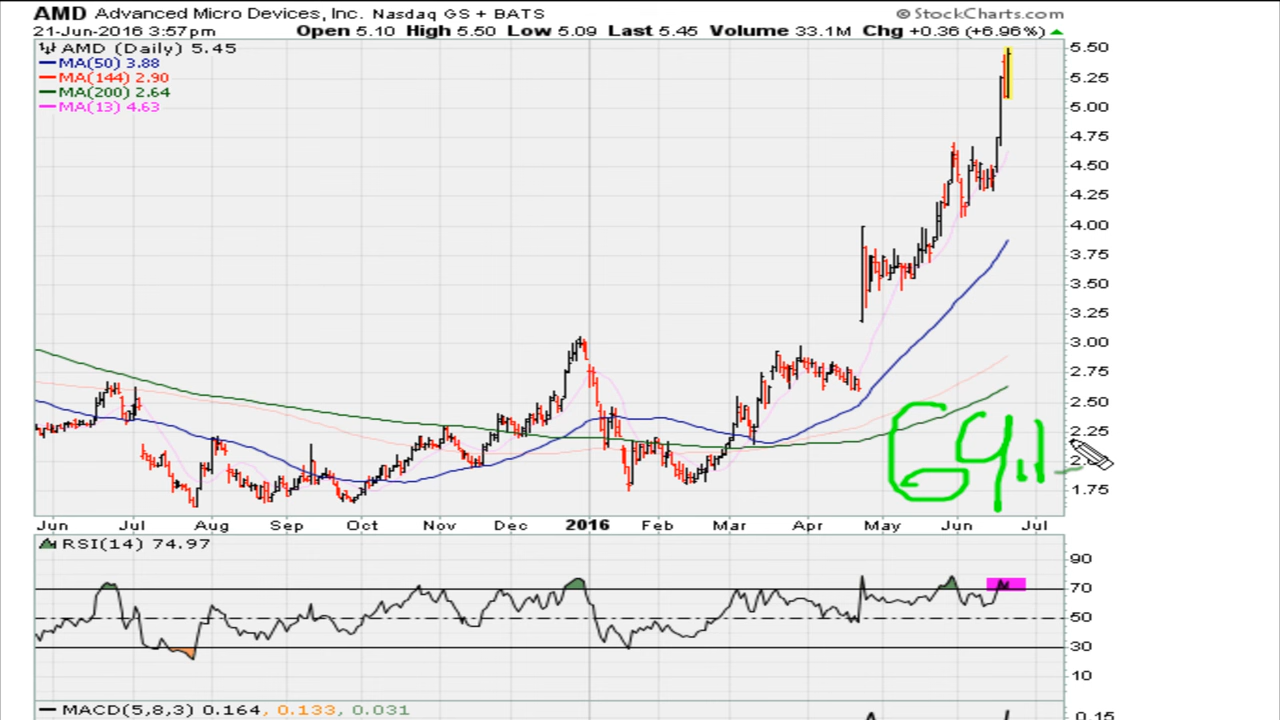 AMD Advanced Micro Devices, Inc. Nasdaq GS + BATS © StockCharts.com
21-Jun-2016 3:57pm Open 5.10 High 5.50 Low 5.09 Last 5.45 Volume 33.1M Chg +0.36 (+6.96%)
AMD (Daily) 5.45
MA(50) 3.88
MA(144) 2.90
MA(200) 2.64
MA(13) 4.63
5.50
5.25
5.00
4.75
4.50
4.25
4.00
3.75
3.50
3.25
3.00
2.75
2.50
2.25
1.75
Jun Jul Aug Sep Oct Nov Dec 2016 Feb Mar Apr May Jun Jul
RSI(14) 74.97
90
70
50
30
10
MACD(5,8,3) 0.164, 0.133, 0.031
0.15